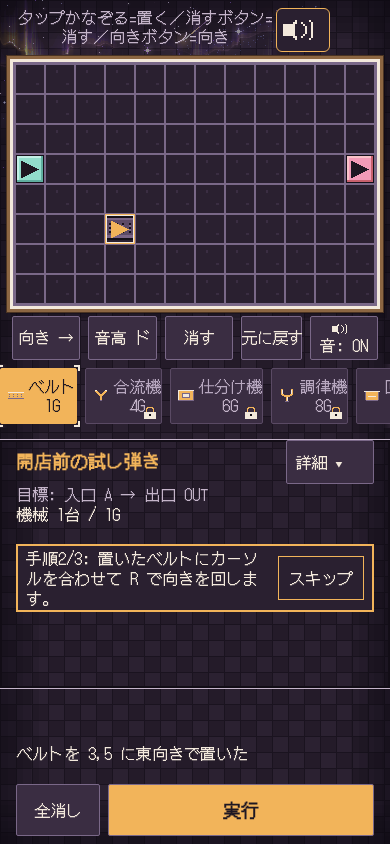 タップかなぞる=置く／消すボタン=
消す／向きボタン=向き
向き →
音高 ド
消す
元に戻す
音: ON
ベルト
1G
合流機
4G
仕分け機
6G
調律機
8G
開店前の試し弾き
詳細 ▾
目標: 入口 A → 出口 OUT
機械 1台 / 1G
手順2/3: 置いたベルトにカーソ
ルを合わせて R で向きを回しま
す。
スキップ
ベルトを 3,5 に東向きで置いた
全消し
実行